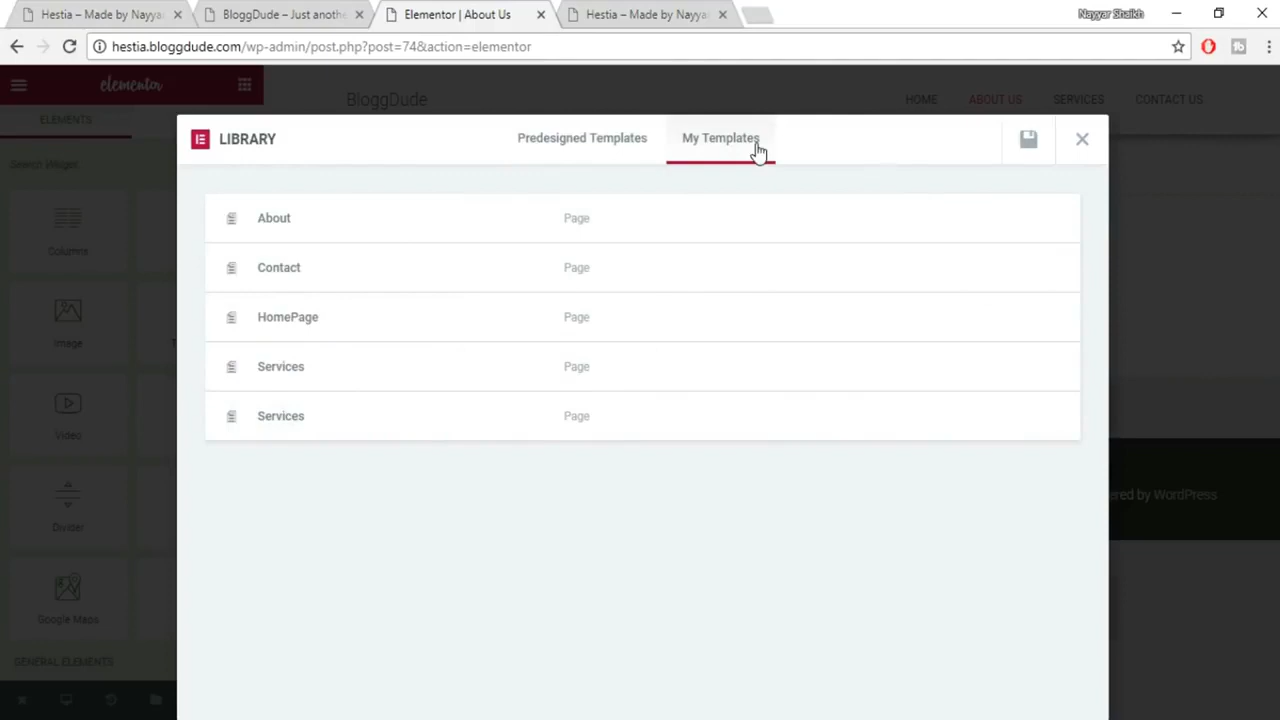 Hestia – Made by Nayyar
BloggDude – Just anothe
Elementor | About Us
Hestia – Made by Nayyar
Nayyar Shaikh
hestia.bloggdude.com/wp-admin/post.php?post=74&action=elementor
elementor
BloggDude
HOME
ABOUT US
SERVICES
CONTACT US
ELEMENTS
LIBRARY
Predesigned Templates
My Templates
Search Widget
About Page
Contact Page
HomePage Page
Services Page
Services Page
Columns
Image
Video
Divider
Google Maps
GENERAL ELEMENTS
ered by WordPress